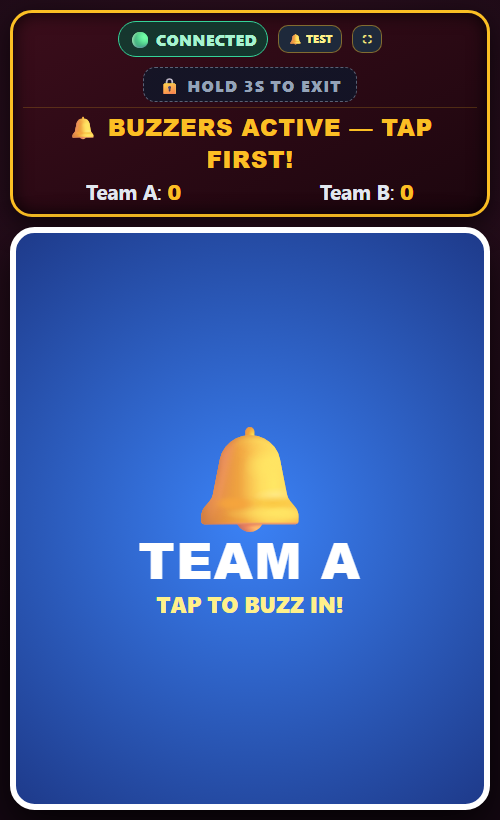 CONNECTED
TEST
HOLD 3S TO EXIT
BUZZERS ACTIVE — TAP
FIRST!
Team A: 0 Team B: 0
TEAM A
TAP TO BUZZ IN!